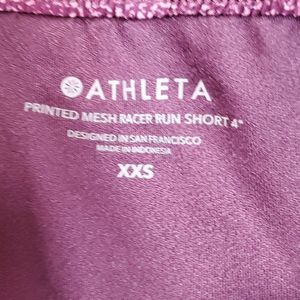 ATHLETA
PRINTED MESH RACER RUN SHORT 4"
DESIGNED IN SAN FRANCISCO
MADE IN INDONESIA
XXS